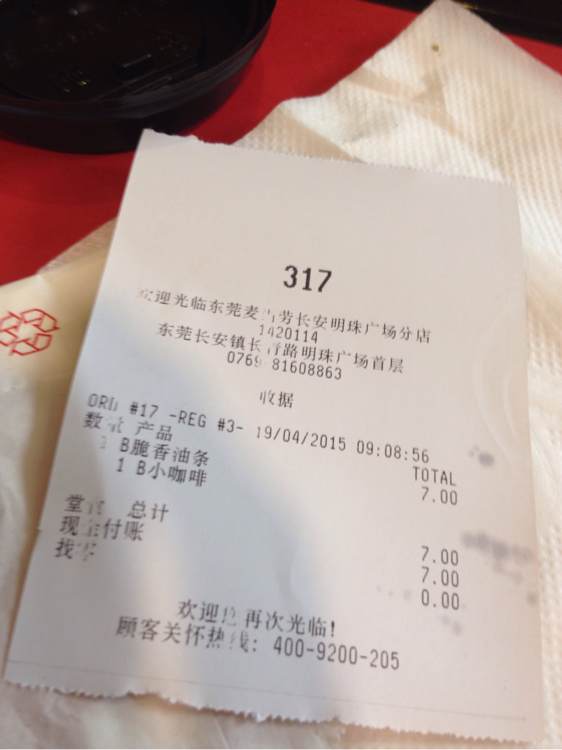 317
欢迎光临东莞麦当劳长安明珠广场分店
1420114
东莞长安镇长青路明珠广场首层
0769 81608863
收据
ORD #17 -REG #3- 19/04/2015 09:08:56
数量 产品 TOTAL
B脆香油条 7.00
1 B小咖啡
堂食 总计 7.00
现金付账 7.00
找零 0.00
欢迎您再次光临!
顾客关怀热线: 400-9200-205